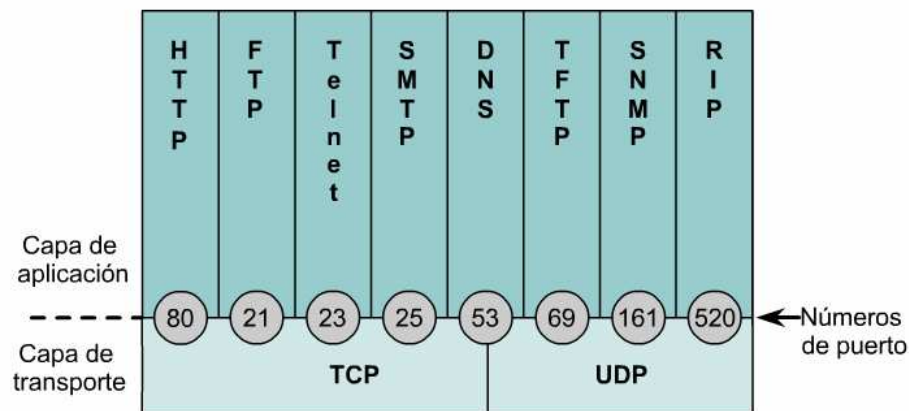 HTTP
FTP
Telnet
SMTP
DNS
TFTP
SNMP
RIP
Capa de
aplicación
80 21 23 25 53 69 161 520
Números
de puerto
Capa de
transporte
TCP UDP